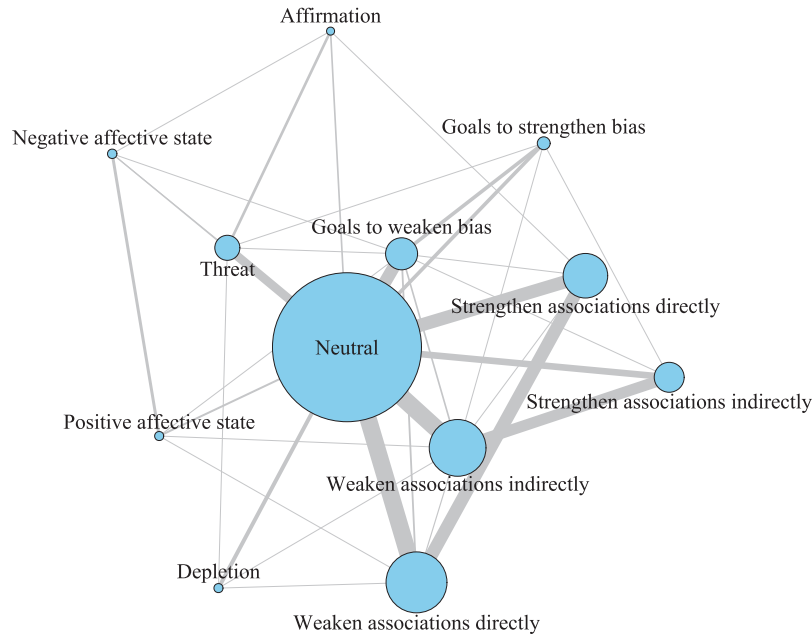 Affirmation
Goals to strengthen bias
Negative affective state
Goals to weaken bias
Threat
Strengthen associations directly
Neutral
Strengthen associations indirectly
Positive affective state
Weaken associations indirectly
Depletion
Weaken associations directly